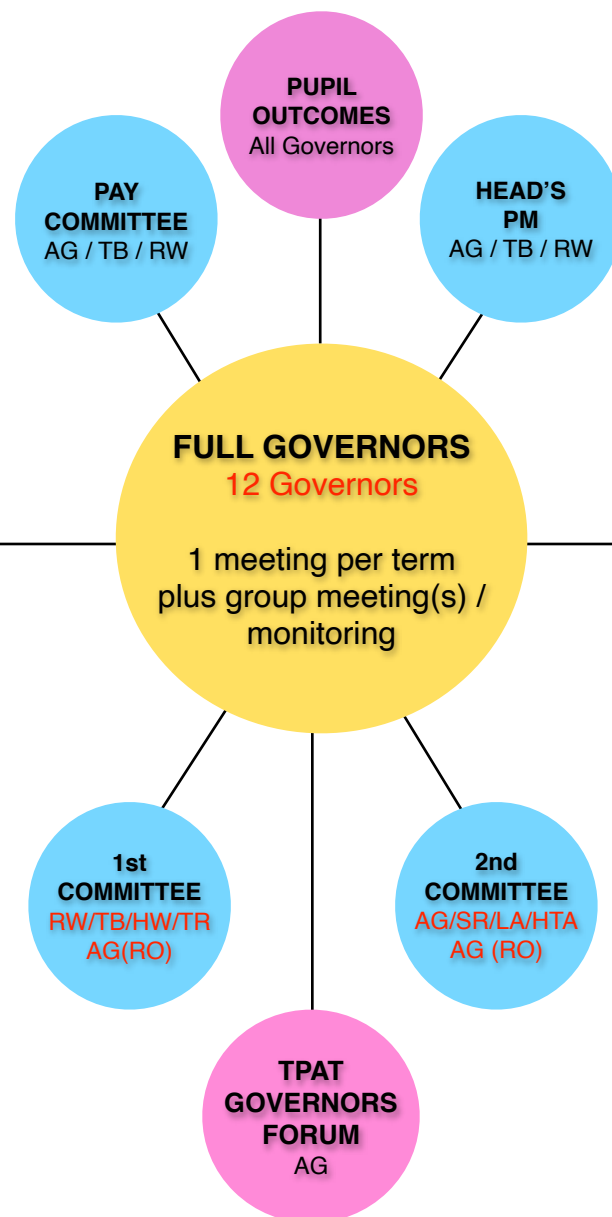 PUPIL
OUTCOMES
All Governors
PAY
COMMITTEE
AG / TB / RW
HEAD'S
PM
AG / TB / RW
FULL GOVERNORS
12 Governors
1 meeting per term
plus group meeting(s) /
monitoring
1st
COMMITTEE
RW/TB/HW/TR
AG(RO)
2nd
COMMITTEE
AG/SR/LA/HTA
AG (RO)
TPAT
GOVERNORS
FORUM
AG